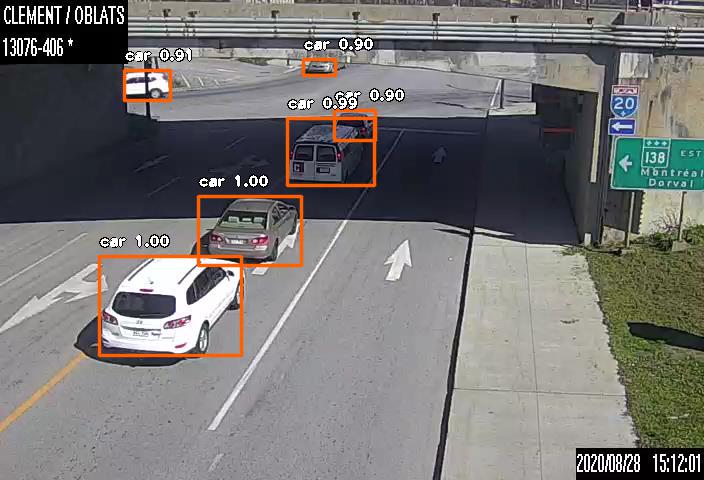 CLEMENT / OBLATS
13076-406 *
car 0.91
car 0.90
car 0.99
car 0.90
20
138
EST
Montréal
Dorval
car 1.00
car 1.00
2020/08/28 15:12:01